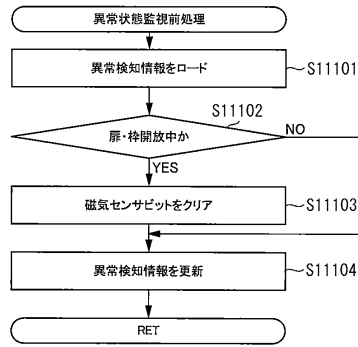 異常状態監視前処理
異常検知情報をロード
S11101
S11102
扉・枠開放中か
NO
YES
磁気センサビットをクリア
S11103
異常検知情報を更新
S11104
RET